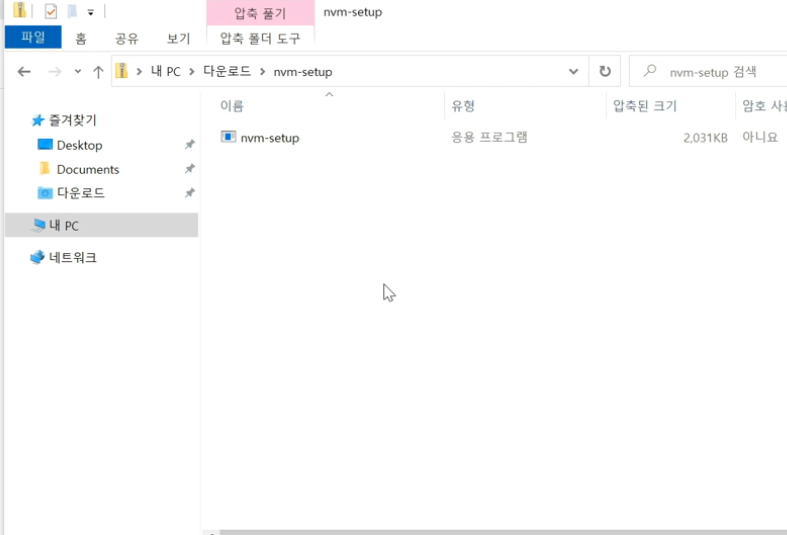 압축 풀기 nvm-setup
파일 홈 공유 보기 압축 폴더 도구
내 PC 다운로드 nvm-setup nvm-setup 검색
이름 유형 압축된 크기 암호 사용
즐겨찾기
nvm-setup 응용 프로그램 2,031KB 아니요
Desktop
Documents
다운로드
내 PC
네트워크